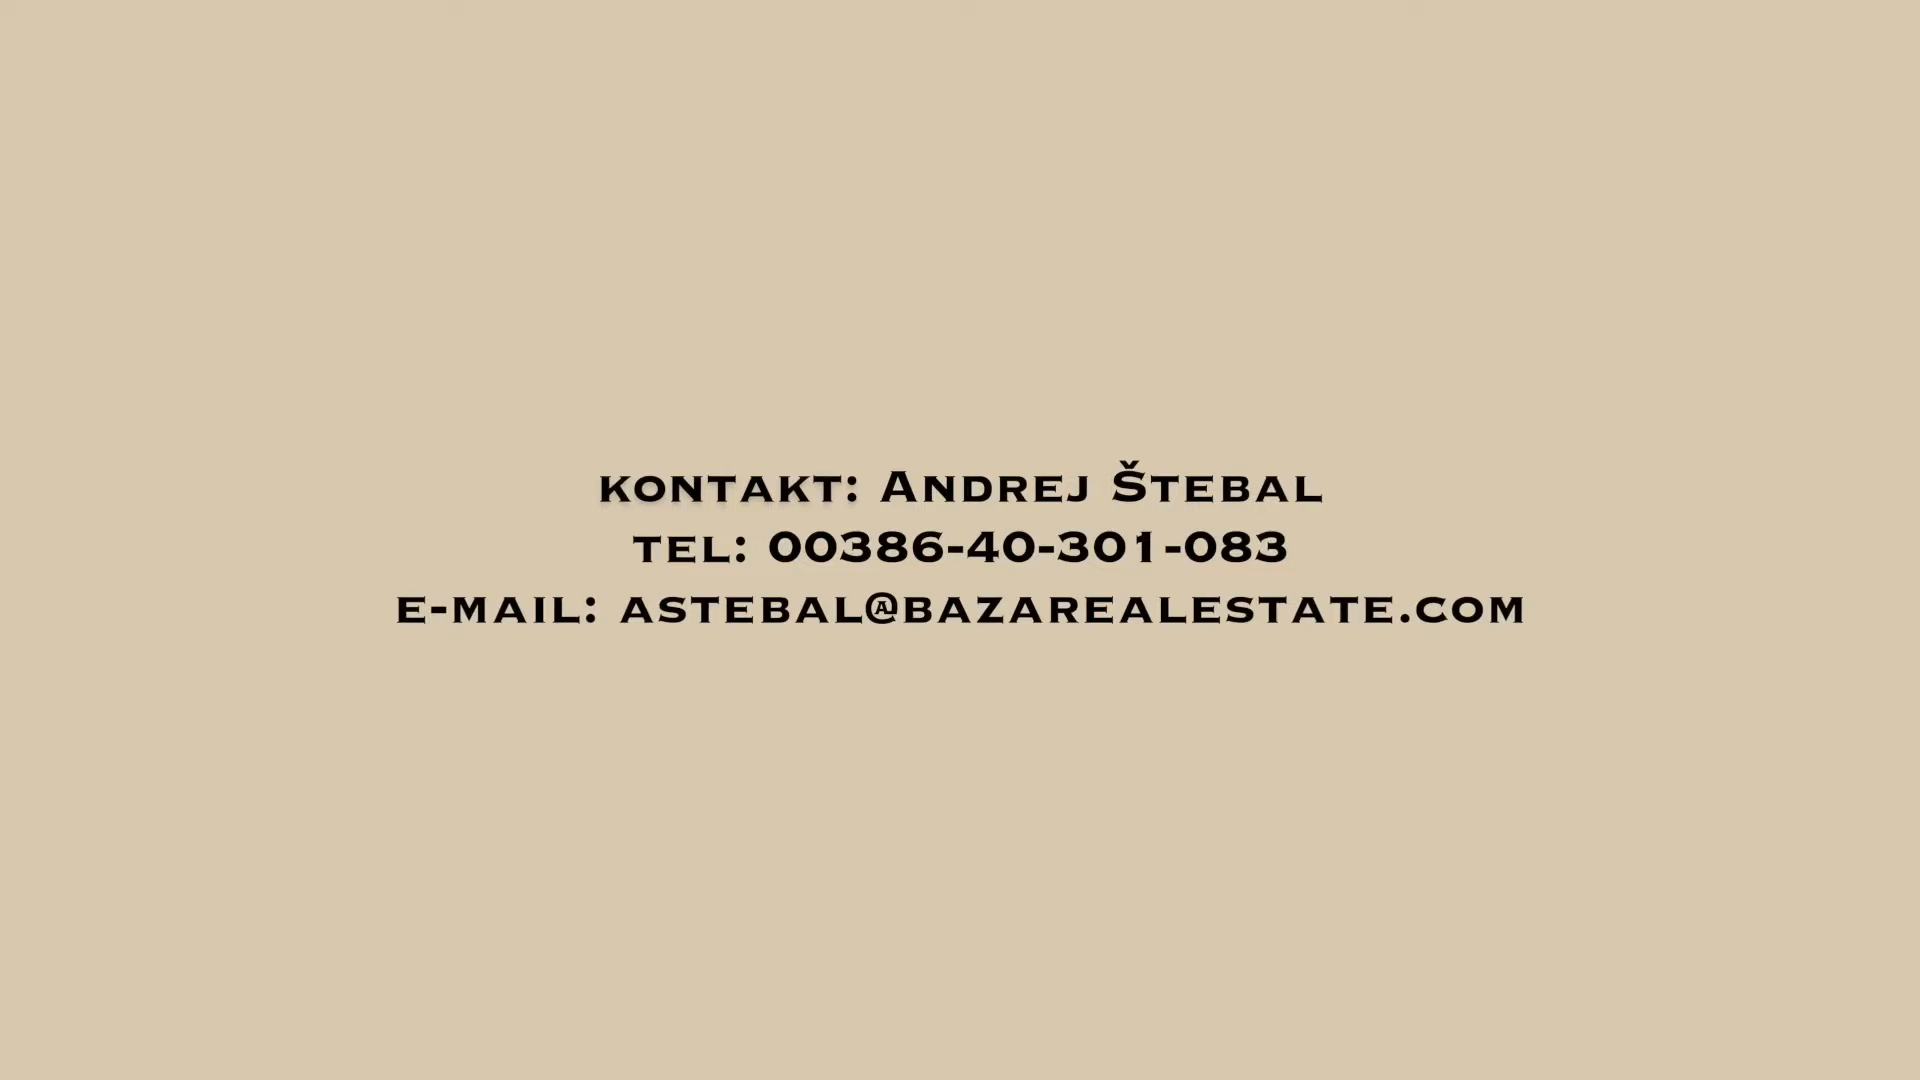 kontakt: Andrej Štebal
tel: 00386-40-301-083
e-mail: astebal@bazarealestate.com